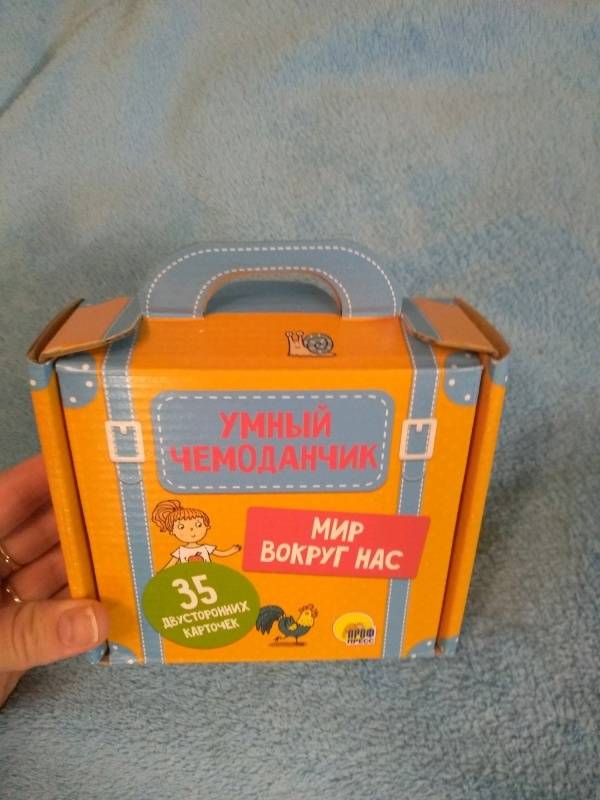 УМНЫЙ
ЧЕМОДАНЧИК
МИР
ВОКРУГ НАС
35
ДВУСТОРОННИХ
КАРТОЧЕК
ПРОФ
ПРЕСС